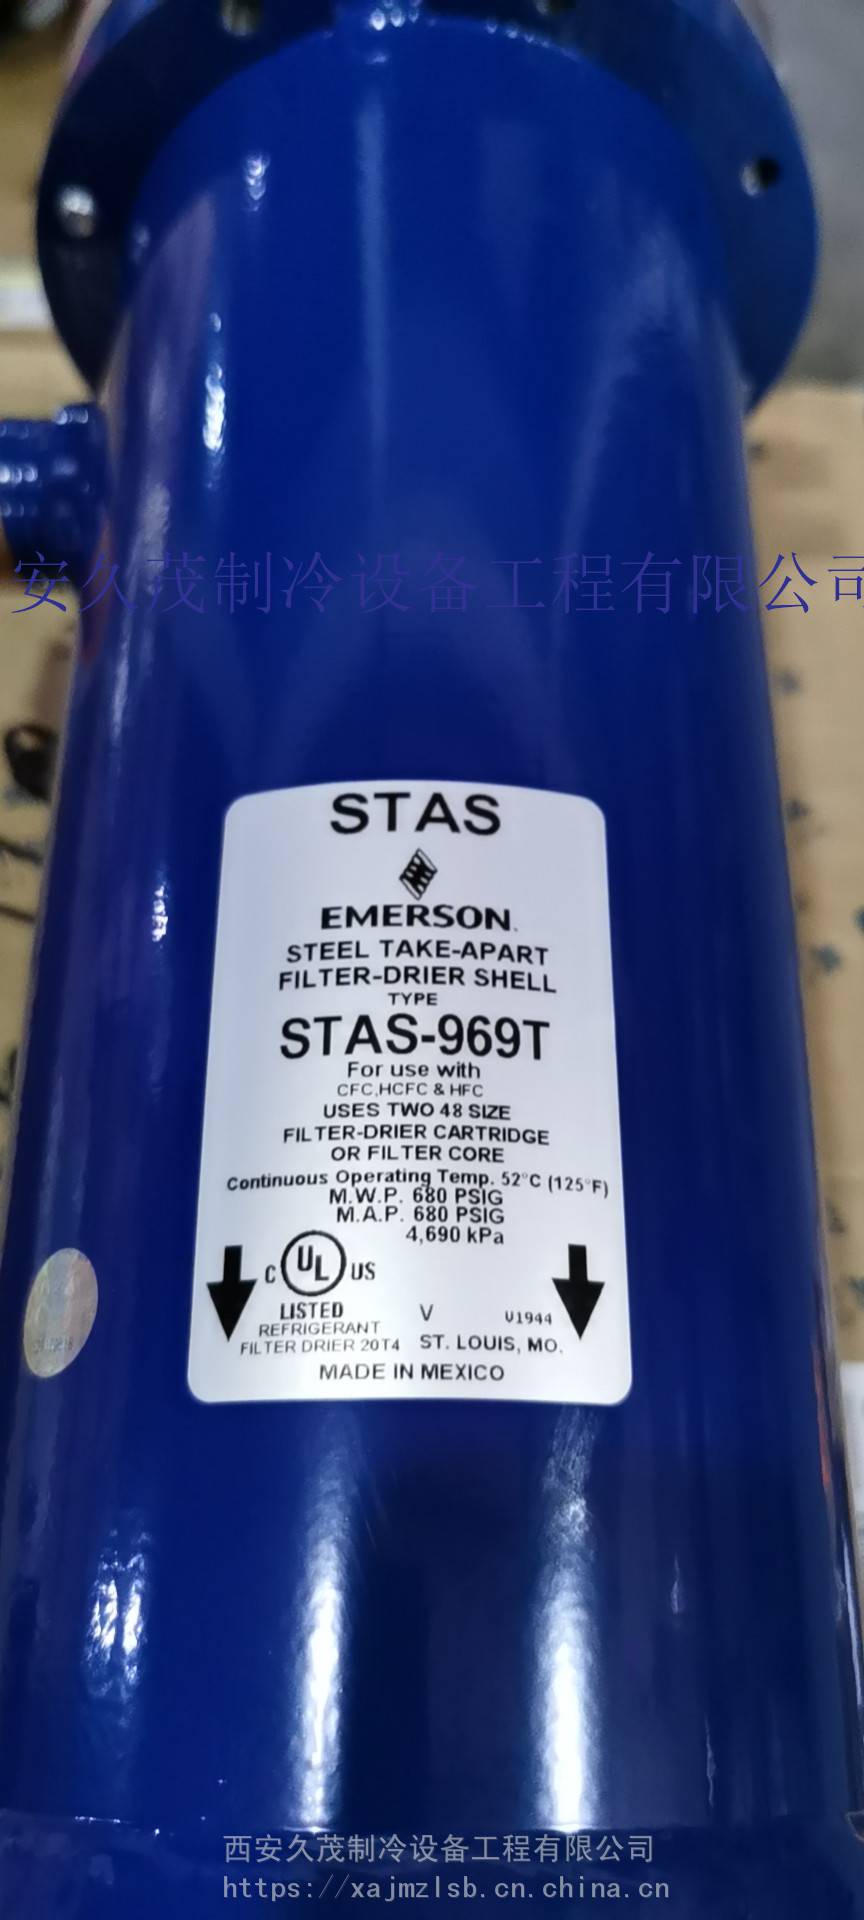 安久茂制冷设备工程有限公司
STAS
EMERSON
STEEL TAKE-APART
FILTER-DRIER SHELL
TYPE
STAS-969T
For use with
CFC,HCFC & HFC
USES TWO 48 SIZE
FILTER-DRIER CARTRIDGE
OR FILTER CORE
Continuous Operating Temp. 52°C (125°F)
M.W.P. 680 PSIG
M.A.P. 680 PSIG
4,690 kPa
C UL US
LISTED V V1944
REFRIGERANT
FILTER DRIER 20T4 ST. LOUIS, MO.
MADE IN MEXICO
西安久茂制冷设备工程有限公司
https://xajmzlsb.cn.china.cn